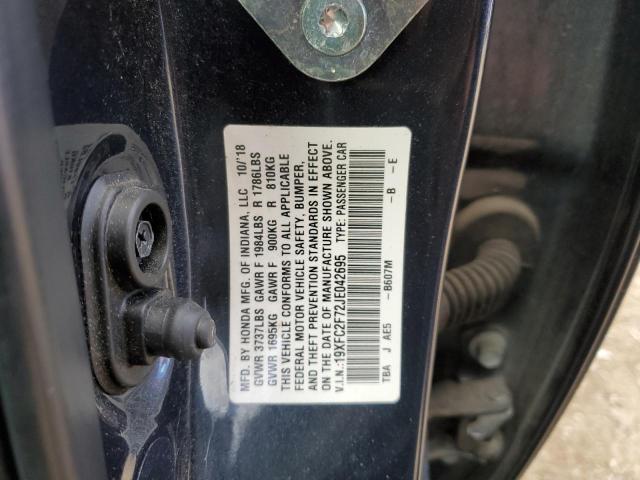 MFD. BY HONDA MFG. OF INDIANA, LLC 10/'18
GVWR 3737LBS GAWR F 1984LBS R 1786LBS
GVWR 1695KG GAWR F 900KG R 810KG
THIS VEHICLE CONFORMS TO ALL APPLICABLE
FEDERAL MOTOR VEHICLE SAFETY, BUMPER,
AND THEFT PREVENTION STANDARDS IN EFFECT
ON THE DATE OF MANUFACTURE SHOWN ABOVE.
V.I.N.:19XFC2F72JE042695 TYPE: PASSENGER CAR
TBA J AE5 -B607M -B -E